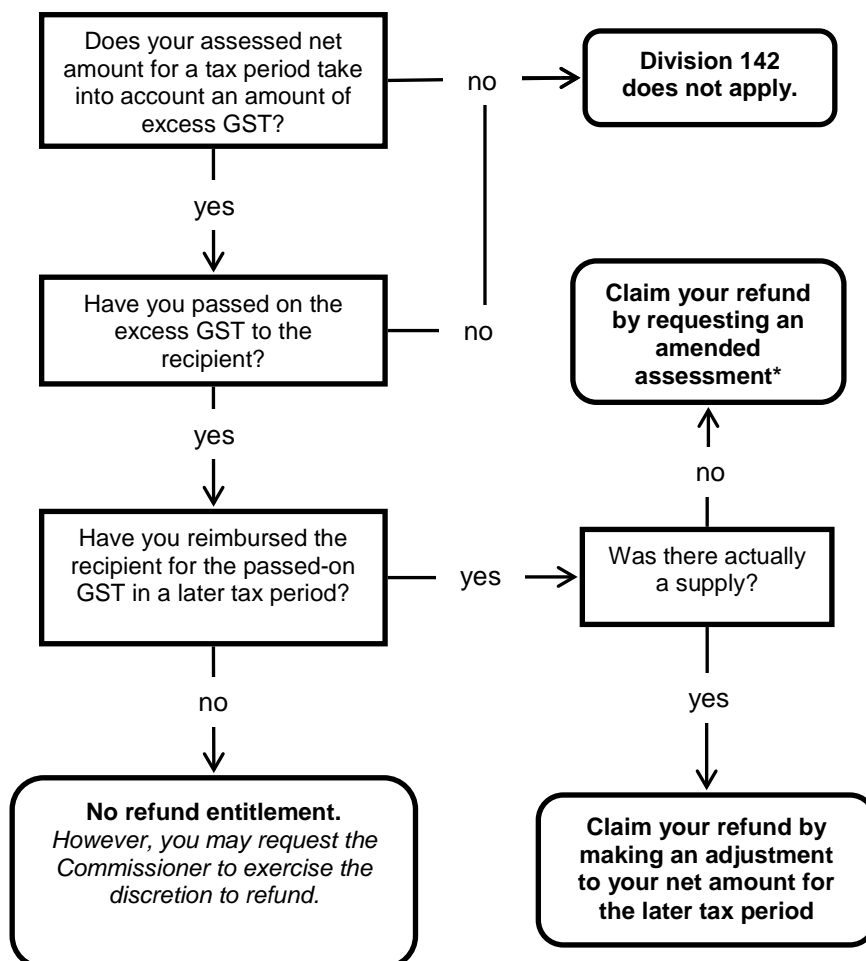 Does your assessed net
amount for a tax period take
into account an amount of
excess GST?
no
Division 142
does not apply.
yes
Have you passed on the
excess GST to the
recipient?
no
Claim your refund
by requesting an
amended
assessment*
yes
no
Have you reimbursed the
recipient for the passed-on
GST in a later tax period?
yes
Was there actually
a supply?
no
yes
No refund entitlement.
However, you may request the
Commissioner to exercise the
discretion to refund.
Claim your refund by
making an adjustment
to your net amount for
the later tax period